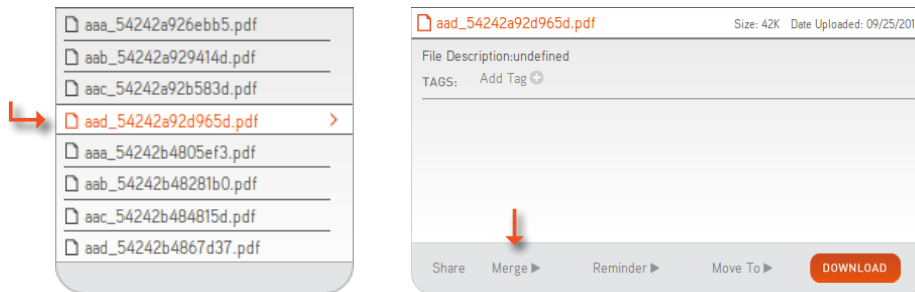 aaa_54242a926ebb5.pdf
aab_54242a929414d.pdf
aac_54242a92b583d.pdf
aad_54242a92d965d.pdf
aaa_54242b4805ef3.pdf
aab_54242b48281b0.pdf
aac_54242b484815d.pdf
aad_54242b4867d37.pdf
aad_54242a92d965d.pdf Size: 42K Date Uploaded: 09/25/201
File Description:undefined
TAGS: Add Tag
Share Merge Reminder Move To DOWNLOAD